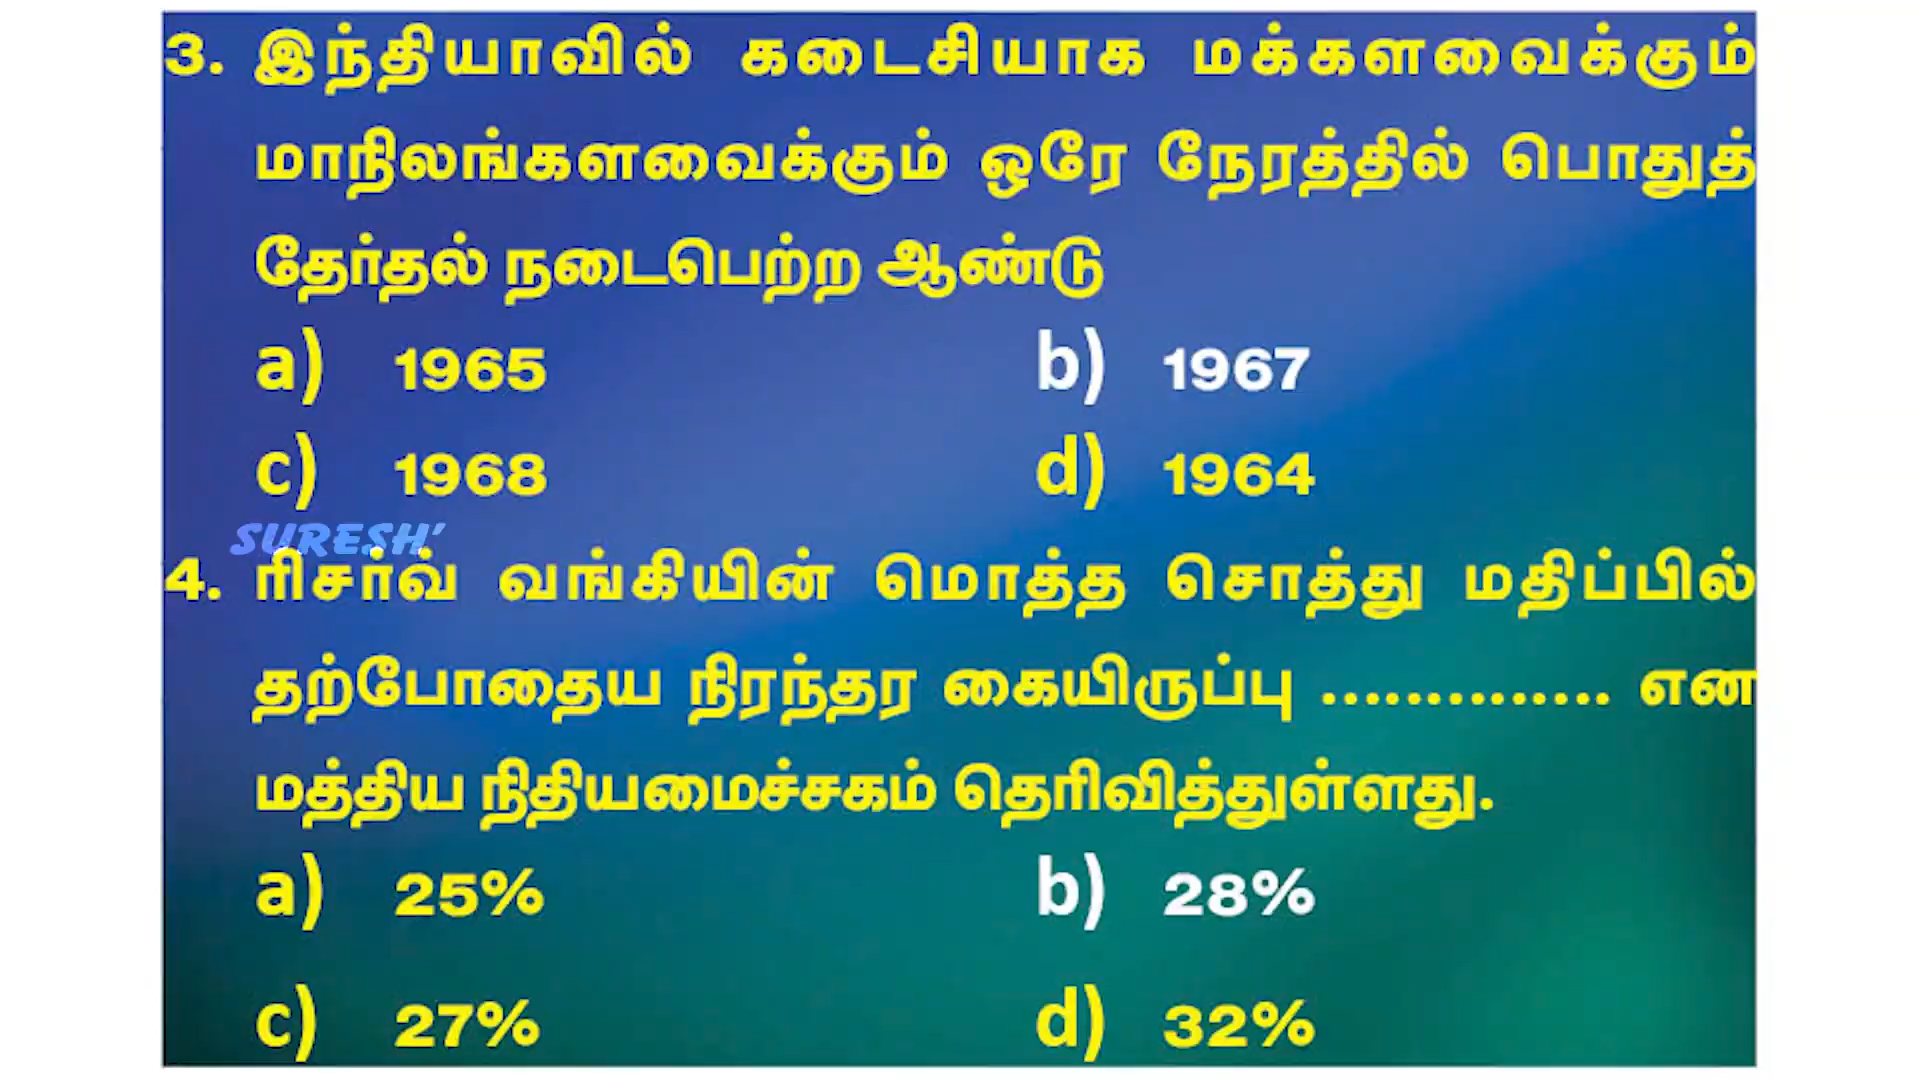 3. இந்தியாவில் கடைசியாக மக்களவைக்கும்
மாநிலங்களவைக்கும் ஒரே நேரத்தில் பொதுத்
தேர்தல் நடைபெற்ற ஆண்டு
a) 1965 b) 1967
c) 1968 d) 1964
SURESH'
4. ரிசர்வ் வங்கியின் மொத்த சொத்து மதிப்பில்
தற்போதைய நிரந்தர கையிருப்பு .............. என
மத்திய நிதியமைச்சகம் தெரிவித்துள்ளது.
a) 25% b) 28%
c) 27% d) 32%